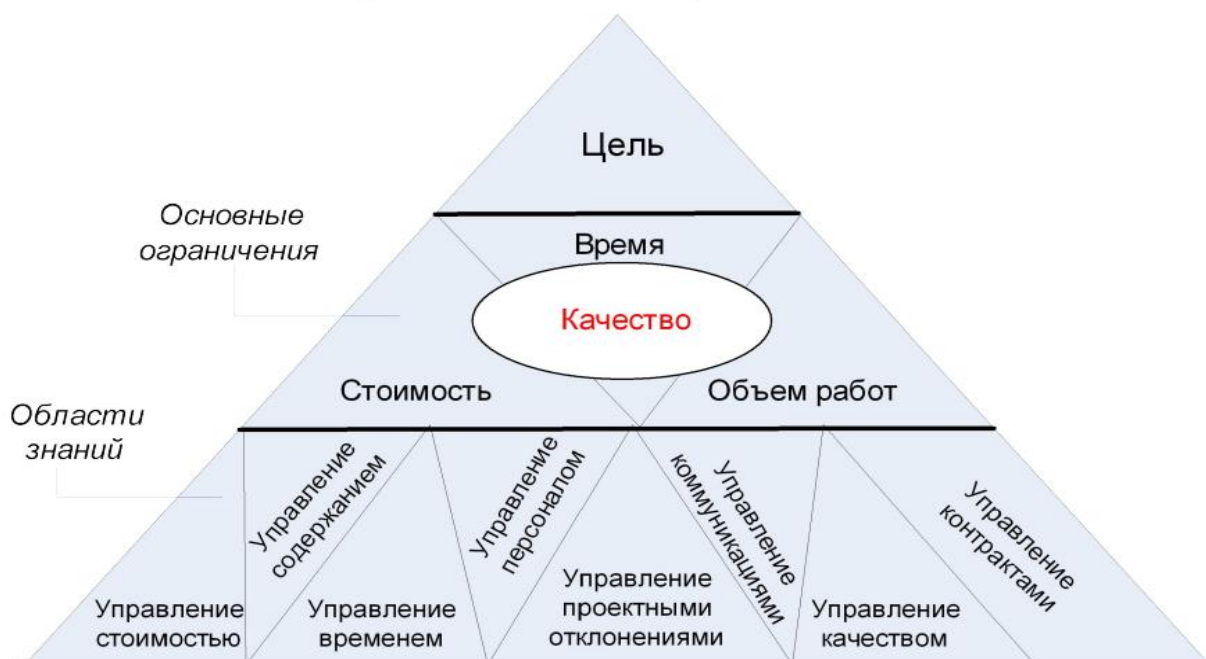 Цель
Основные
ограничения
Время
Качество
Стоимость
Объем работ
Области
знаний
Управление
стоимостью
Управление
содержанием
Управление
временем
Управление
персоналом
Управление
проектными
отклонениями
Управление
коммуникациями
Управление
качеством
Управление
контрактами